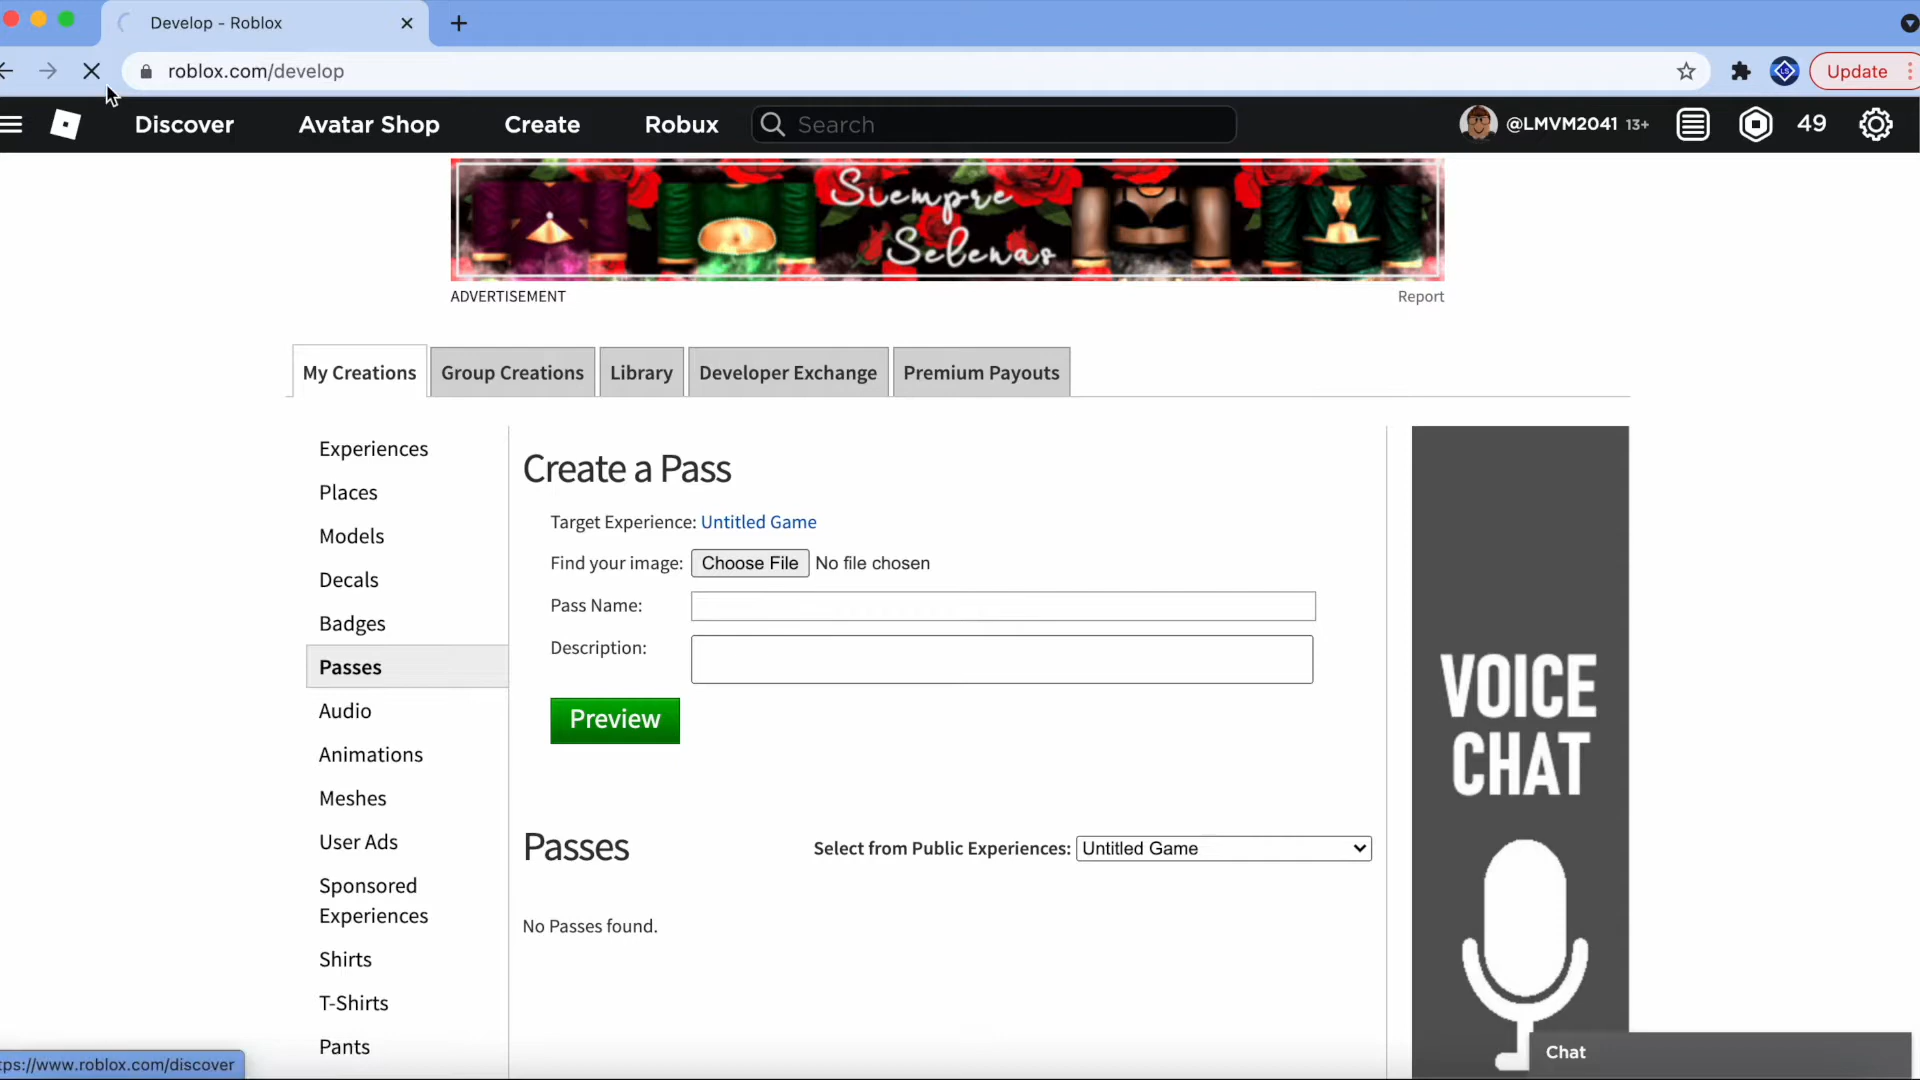 Develop - Roblox
roblox.com/develop
Update
Discover
Avatar Shop
Create
Robux
Search
@LMVM2041 13+
49
Siempre
Selenas
ADVERTISEMENT
Report
My Creations
Group Creations
Library
Developer Exchange
Premium Payouts
Experiences
Places
Models
Decals
Badges
Passes
Audio
Animations
Meshes
User Ads
Sponsored
Experiences
Shirts
T-Shirts
Pants
Create a Pass
Target Experience: Untitled Game
Find your image: Choose File No file chosen
Pass Name:
Description:
Preview
Passes
Select from Public Experiences: Untitled Game
No Passes found.
VOICE
CHAT
Chat
tps://www.roblox.com/discover